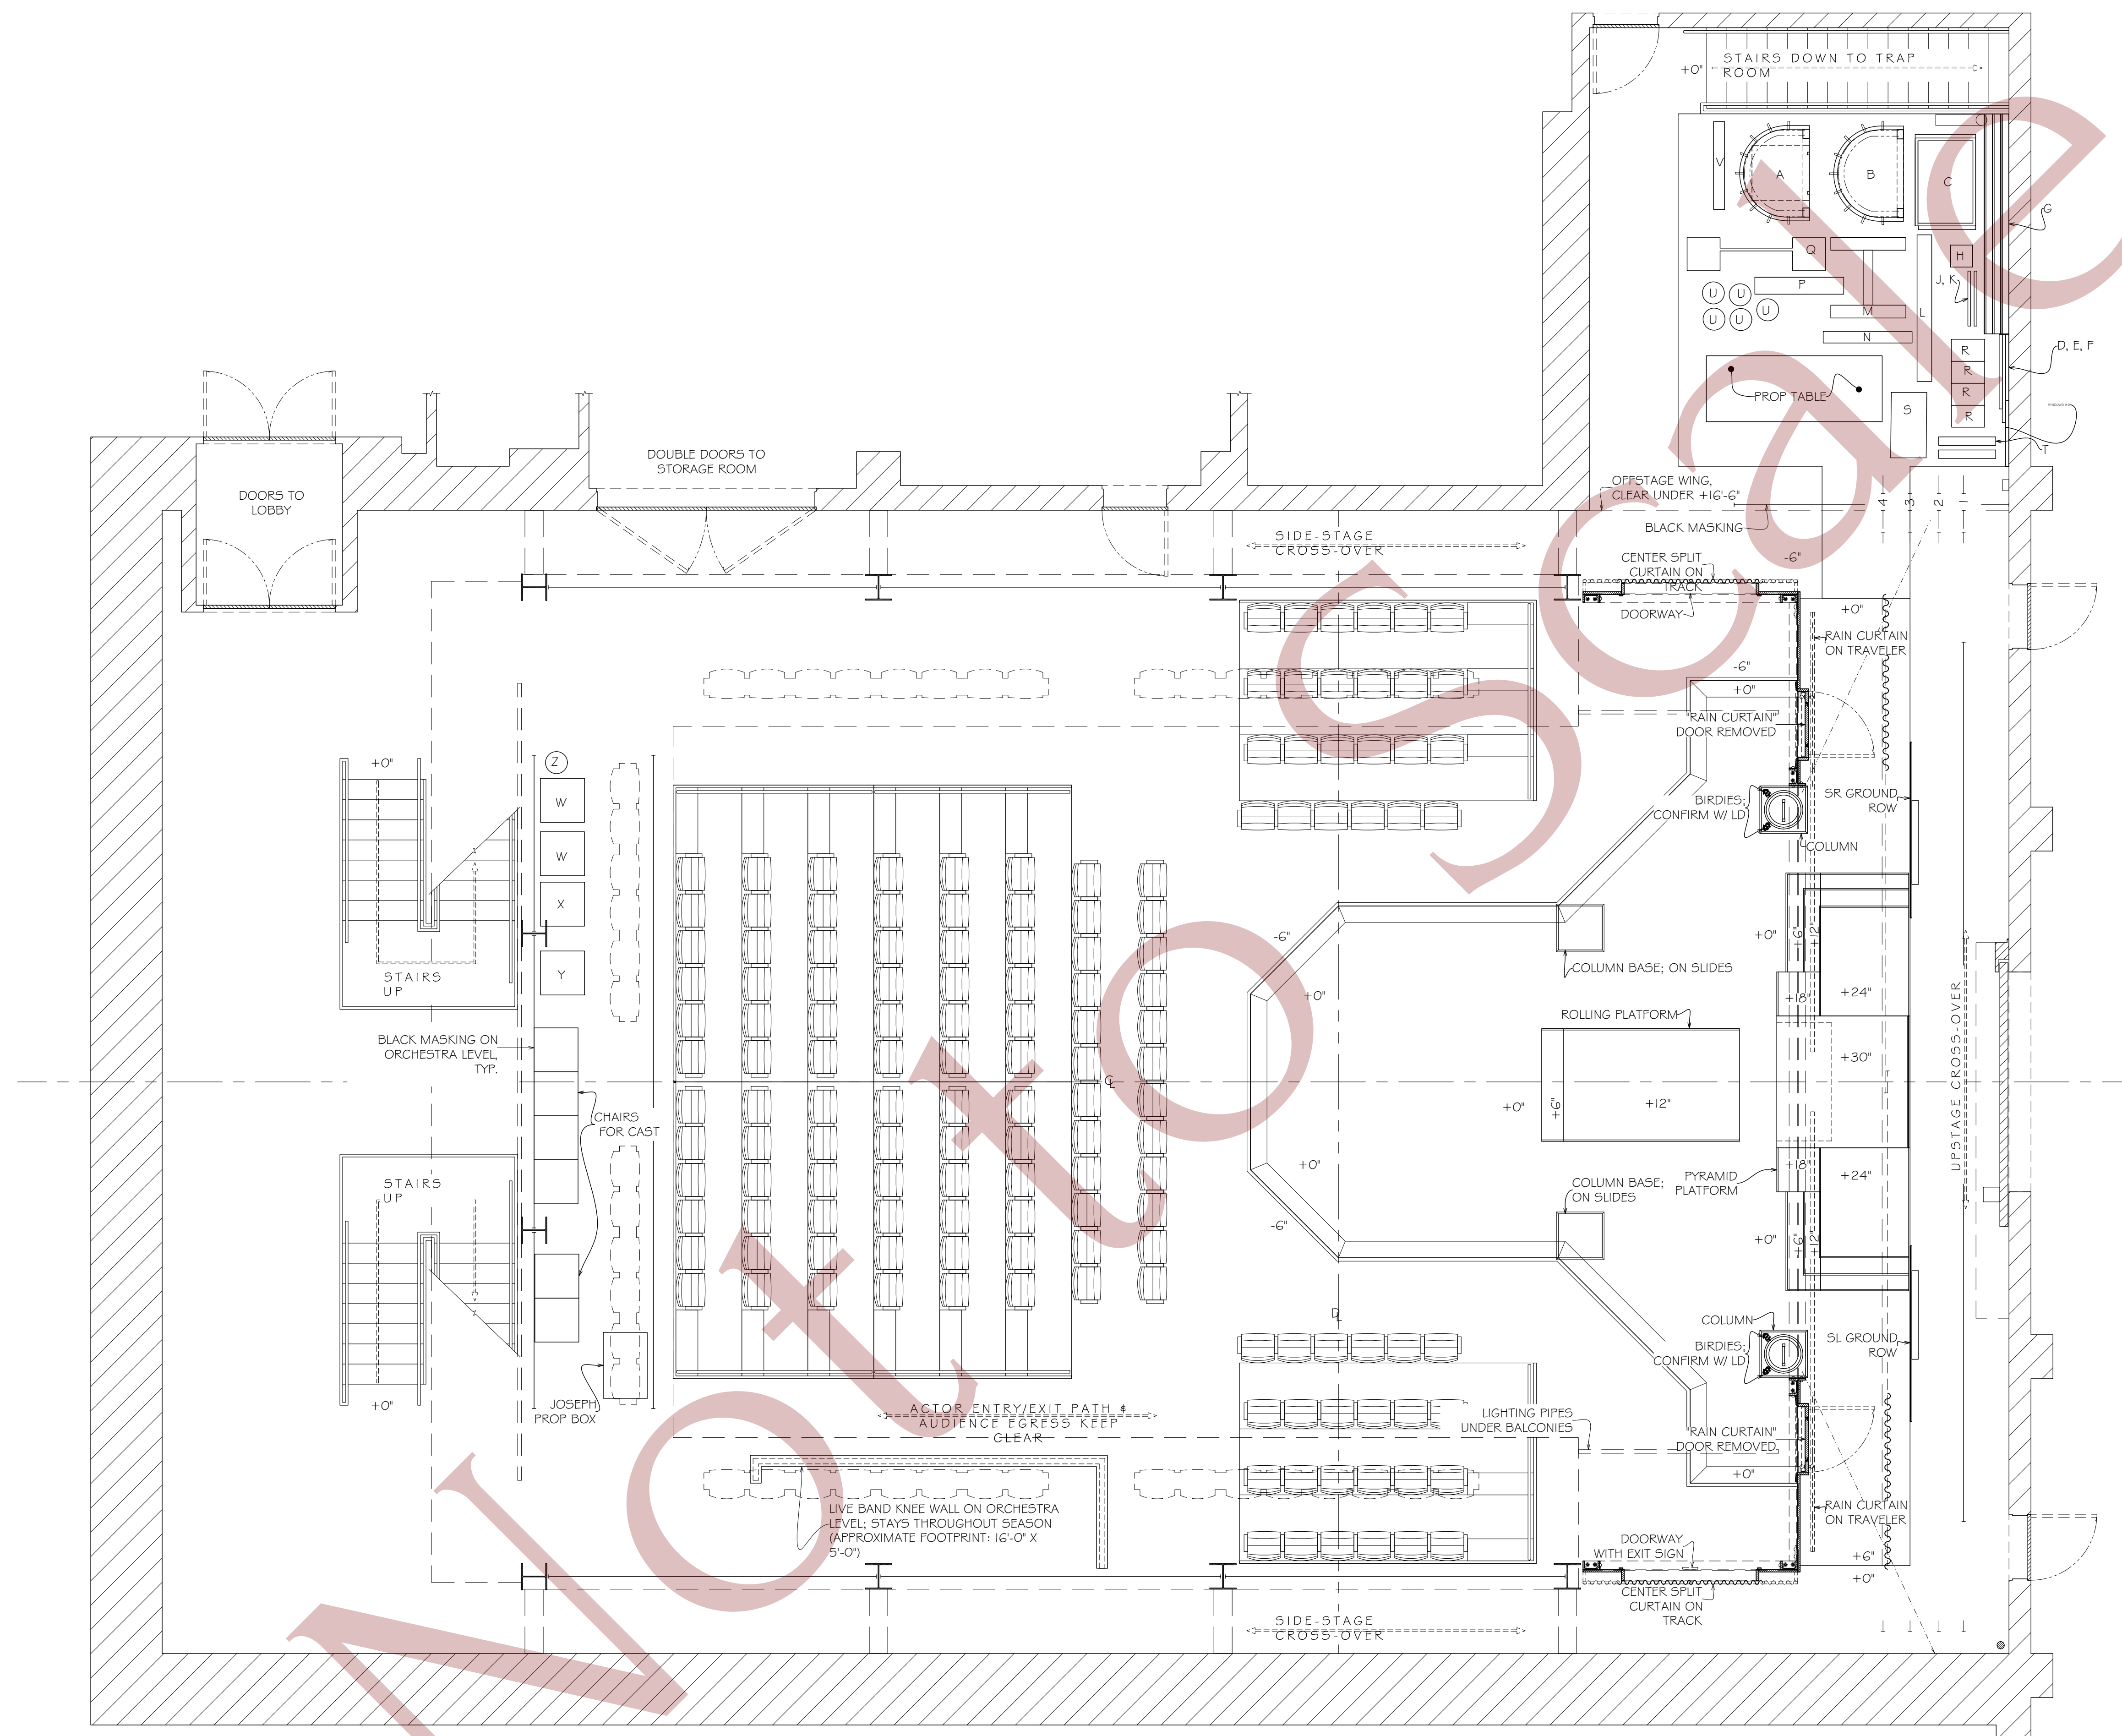 STAIRS DOWN TO TRAP
ROOM
+0"
V
A
B
C
G
Q
H
J, K
P
U
U
U
U
U
M
L
N
R
R
R
R
D, E, F
PROP TABLE
S
T
DOUBLE DOORS TO
STORAGE ROOM
DOORS TO
LOBBY
OFFSTAGE WING,
CLEAR UNDER +16'-6"
BLACK MASKING
4
3
2
1
SIDE-STAGE
CROSS-OVER
CENTER SPLIT
CURTAIN ON
TRACK
-6"
DOORWAY
+0"
RAIN CURTAIN
ON TRAVELER
-6"
+0"
"RAIN CURTAIN"
DOOR REMOVED
+0"
Z
W
W
X
Y
BIRDIES;
CONFIRM W/ LD
SR GROUND
ROW
COLUMN
STAIRS
UP
-6"
+0"
COLUMN BASE; ON SLIDES
+0"
+6"
+12"
+18"
+24"
ROLLING PLATFORM
+30"
UPSTAGE CROSS-OVER
BLACK MASKING ON
ORCHESTRA LEVEL,
TYP.
CL
+0"
+6"
+12"
CHAIRS
FOR CAST
STAIRS
UP
+0"
COLUMN BASE;
ON SLIDES
PYRAMID
PLATFORM
+18"
+24"
-6"
+0"
+6"
+12"
DL
COLUMN
BIRDIES;
CONFIRM W/ LD
SL GROUND
ROW
JOSEPH
PROP BOX
+0"
ACTOR ENTRY/EXIT PATH &
AUDIENCE EGRESS KEEP
CLEAR
LIGHTING PIPES
UNDER BALCONIES
"RAIN CURTAIN"
DOOR REMOVED
+0"
LIVE BAND KNEE WALL ON ORCHESTRA
LEVEL; STAYS THROUGHOUT SEASON
(APPROXIMATE FOOTPRINT: 16'-0" X
5'-0")
RAIN CURTAIN
ON TRAVELER
DOORWAY
WITH EXIT SIGN
+6"
+0"
CENTER SPLIT
CURTAIN ON
TRACK
SIDE-STAGE
CROSS-OVER
Not to Scale